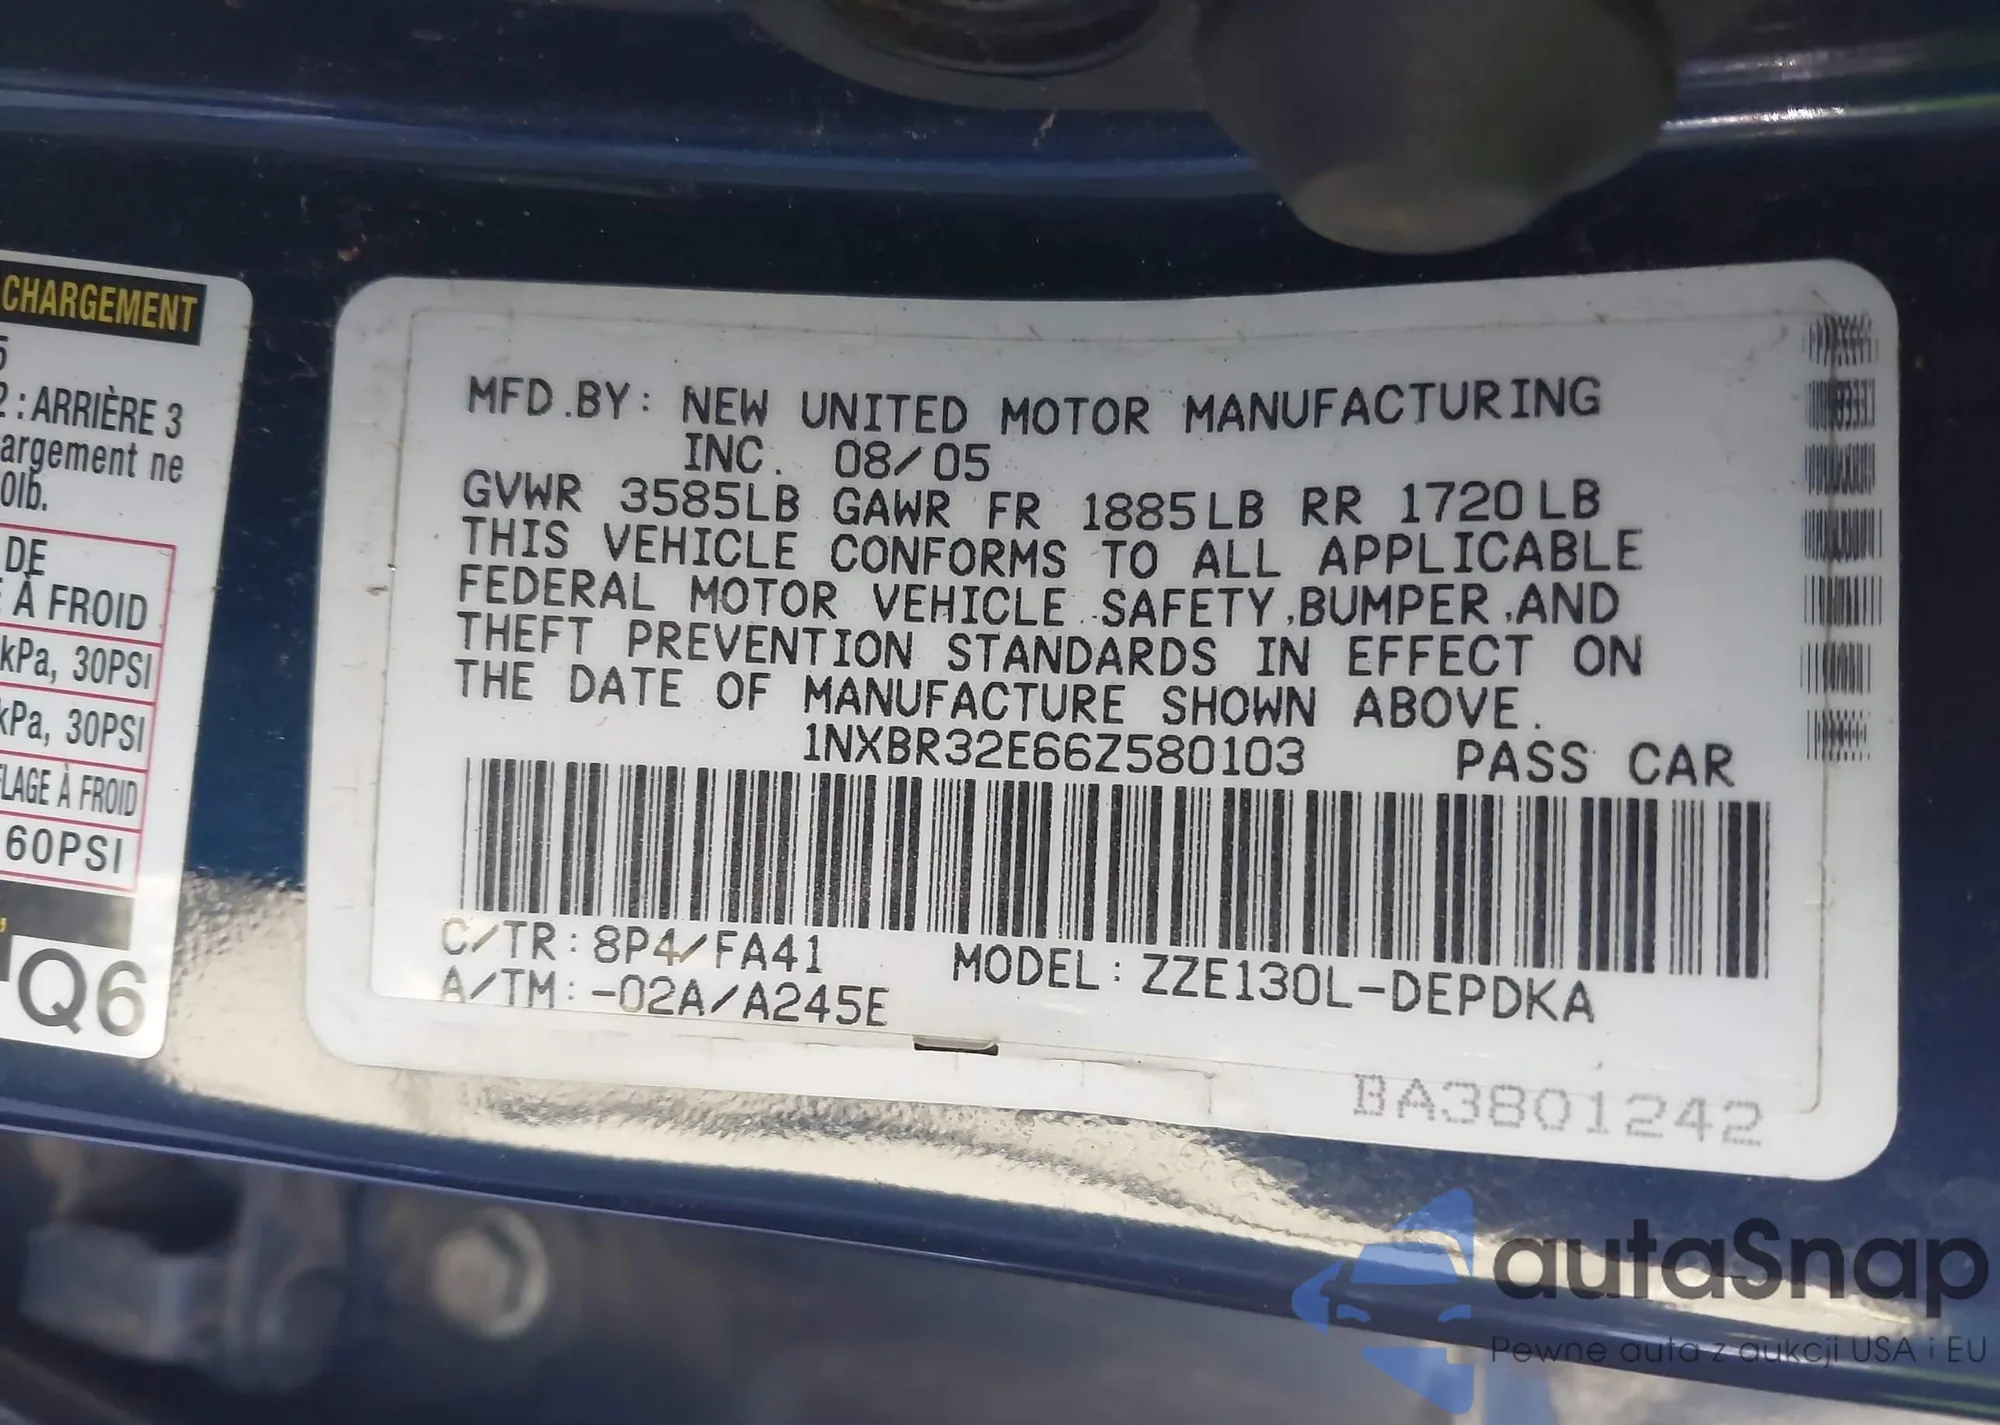 CHARGEMENT
5
2 : ARRIÈRE 3
argement ne
0lb.
DE
À FROID
kPa, 30PSI
kPa, 30PSI
FLAGE À FROID
60PSI
Q6
MFD.BY: NEW UNITED MOTOR MANUFACTURING
INC. 08/05
GVWR 3585LB GAWR FR 1885LB RR 1720LB
THIS VEHICLE CONFORMS TO ALL APPLICABLE
FEDERAL MOTOR VEHICLE SAFETY,BUMPER,AND
THEFT PREVENTION STANDARDS IN EFFECT ON
THE DATE OF MANUFACTURE SHOWN ABOVE.
1NXBR32E66Z580103 PASS CAR
C/TR:8P4/FA41 MODEL:ZZE130L-DEPDKA
A/TM:-02A/A245E
BA3801242
autaSnap
Pewne auta z aukcji USA i EU